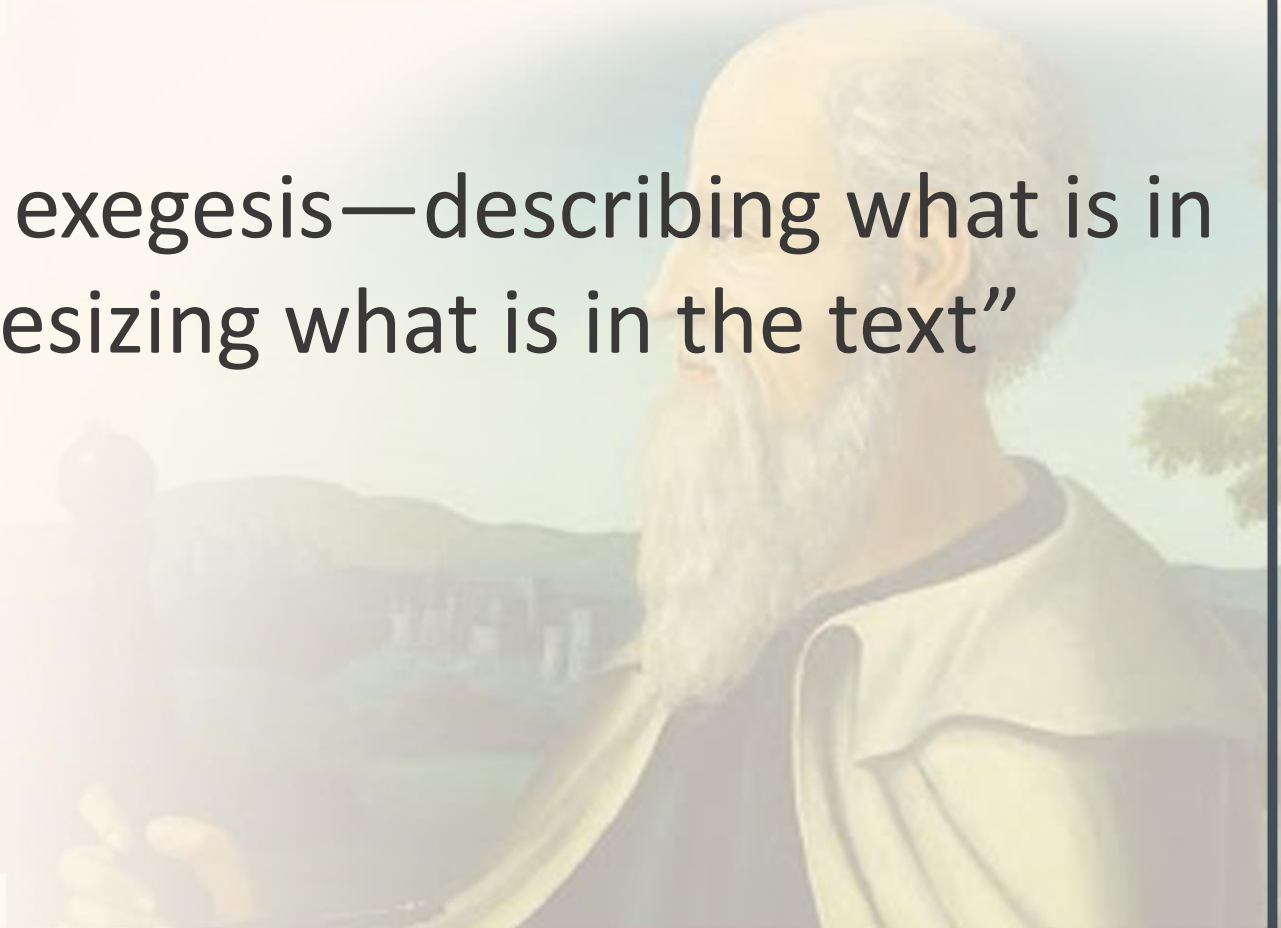 exegesis—describing what is in
esizing what is in the text”